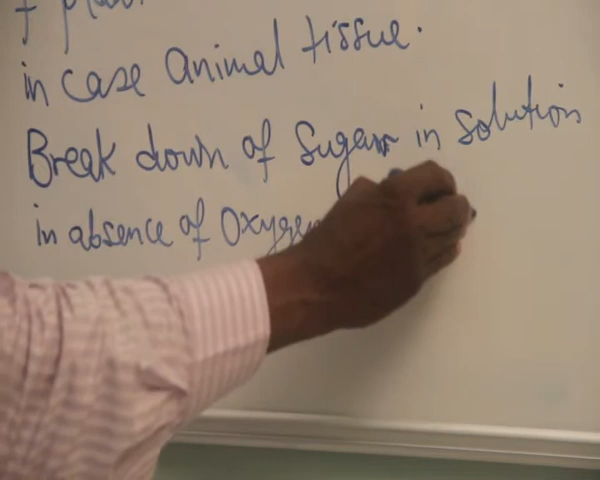 in case animal tissue.
Break down of Sugar in Solution
in absence of Oxygen